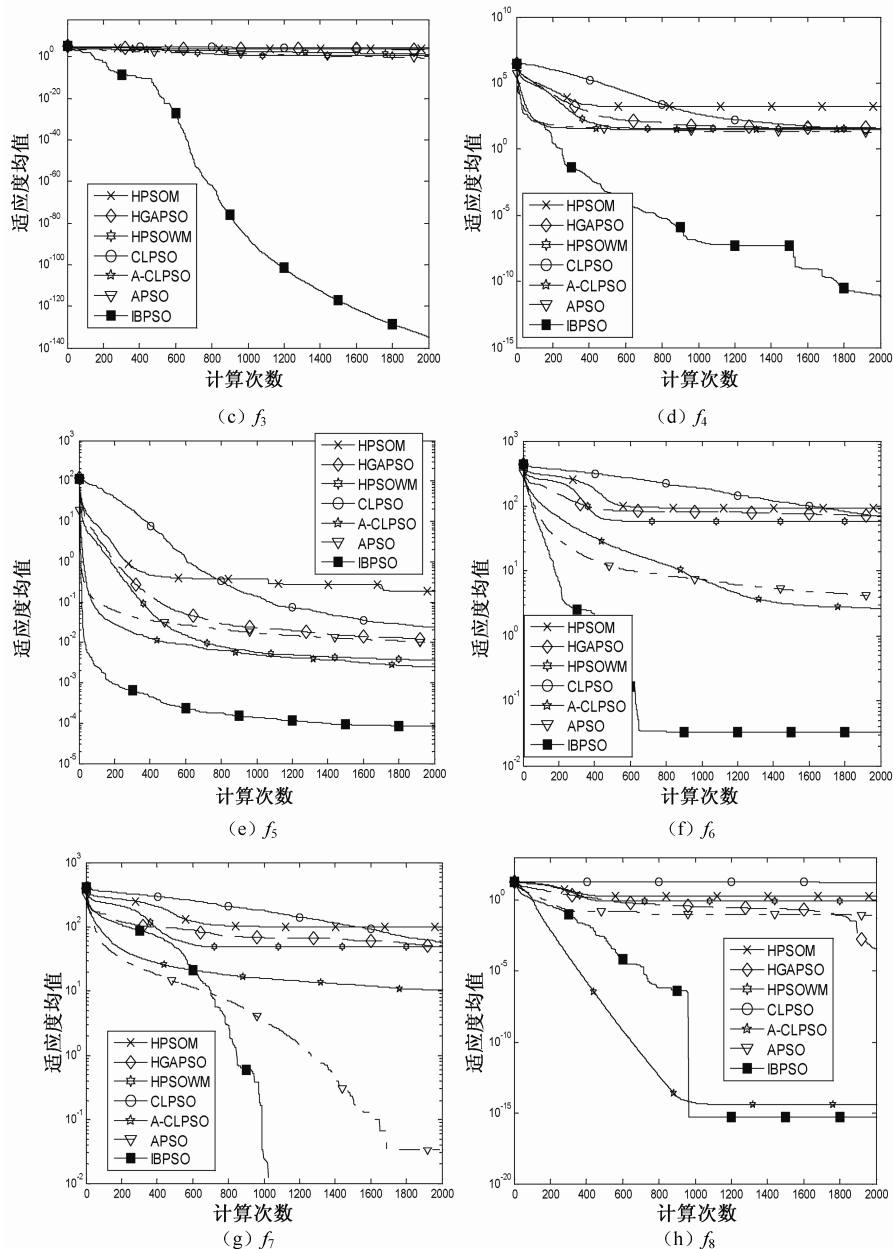 10^0
10^-20
10^-40
10^-60
10^-80
10^-100
10^-120
10^-140
适应度均值
HPSOM
HGAPSO
HPSOWM
CLPSO
A-CLPSO
APSO
IBPSO
0 200 400 600 800 1000 1200 1400 1600 1800 2000
计算次数
(c) f3
10^10
10^5
10^0
10^-5
10^-10
10^-15
适应度均值
HPSOM
HGAPSO
HPSOWM
CLPSO
A-CLPSO
APSO
IBPSO
0 200 400 600 800 1000 1200 1400 1600 1800 2000
计算次数
(d) f4
10^3
10^2
10^1
10^0
10^-1
10^-2
10^-3
10^-4
10^-5
适应度均值
HPSOM
HGAPSO
HPSOWM
CLPSO
A-CLPSO
APSO
IBPSO
0 200 400 600 800 1000 1200 1400 1600 1800 2000
计算次数
(e) f5
10^3
10^2
10^1
10^0
10^-1
10^-2
适应度均值
HPSOM
HGAPSO
HPSOWM
CLPSO
A-CLPSO
APSO
IBPSO
0 200 400 600 800 1000 1200 1400 1600 1800 2000
计算次数
(f) f6
10^3
10^2
10^1
10^0
10^-1
10^-2
适应度均值
HPSOM
HGAPSO
HPSOWM
CLPSO
A-CLPSO
APSO
IBPSO
0 200 400 600 800 1000 1200 1400 1600 1800 2000
计算次数
(g) f7
10^5
10^0
10^-5
10^-10
10^-15
10^-20
适应度均值
HPSOM
HGAPSO
HPSOWM
CLPSO
A-CLPSO
APSO
IBPSO
0 200 400 600 800 1000 1200 1400 1600 1800 2000
计算次数
(h) f8